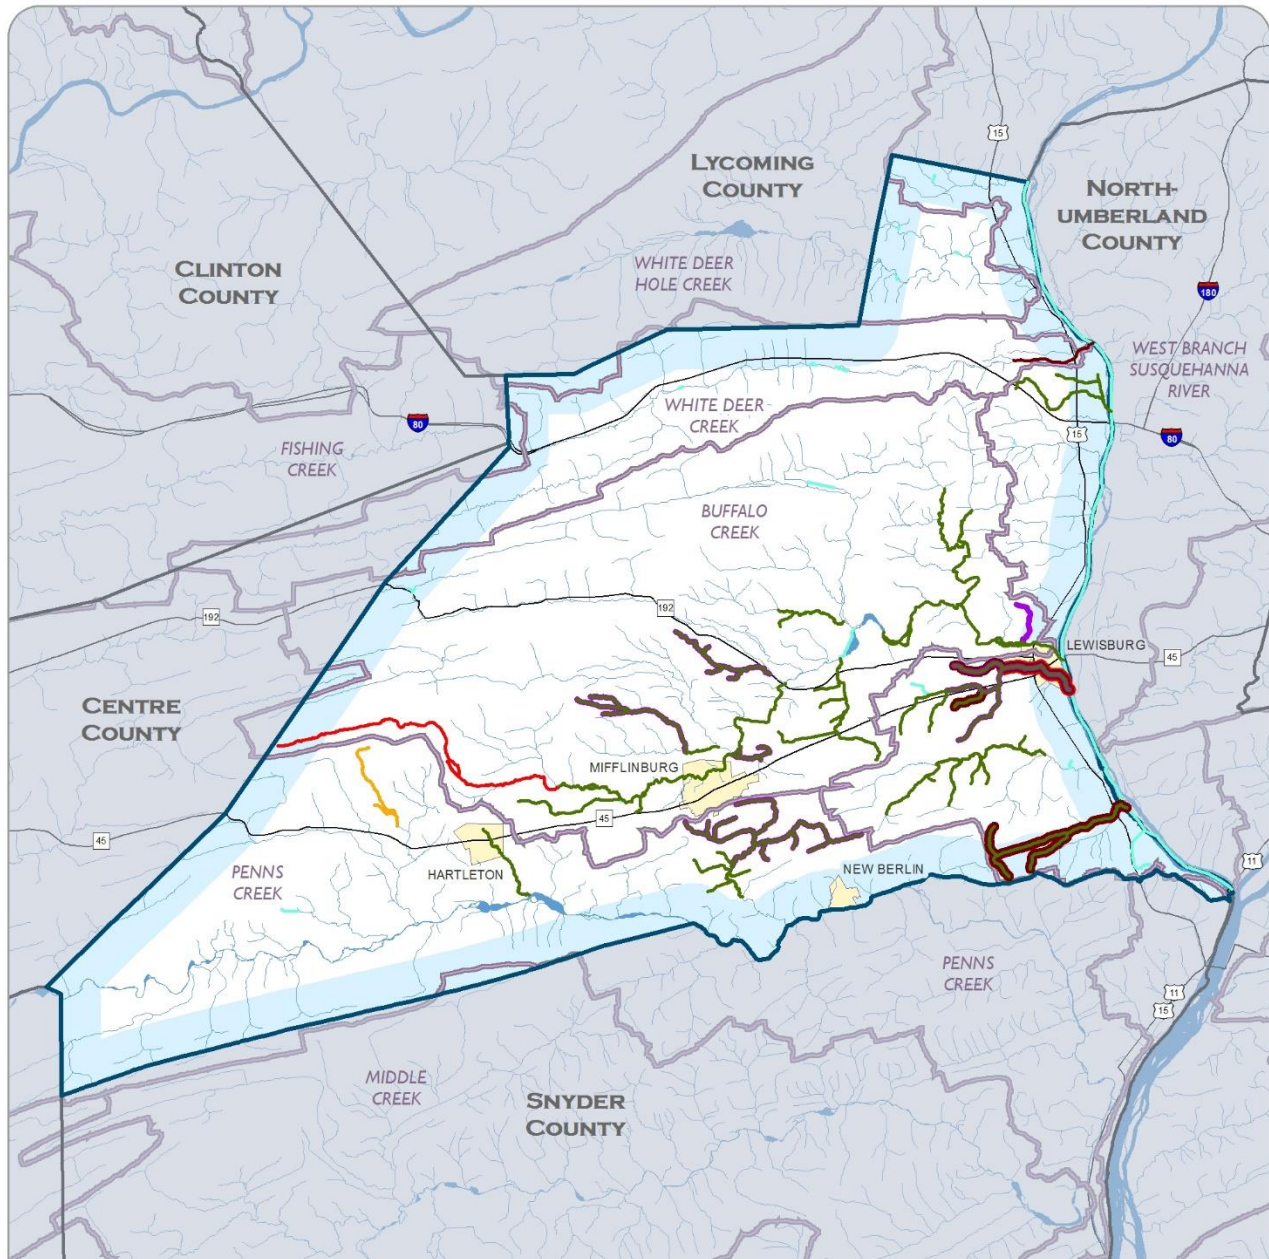 15
LYCOMING
COUNTY
NORTH-
UMBERLAND
COUNTY
CLINTON
COUNTY
WHITE DEER
HOLE CREEK
180
WEST BRANCH
SUSQUEHANNA
RIVER
WHITE DEER
CREEK
80
15
80
FISHING
CREEK
BUFFALO
CREEK
192
192
LEWISBURG
45
CENTRE
COUNTY
MIFFLINBURG
45
45
HARTLETON
PENNS
CREEK
NEW BERLIN
11
PENNS
CREEK
11
15
MIDDLE
CREEK
SNYDER
COUNTY